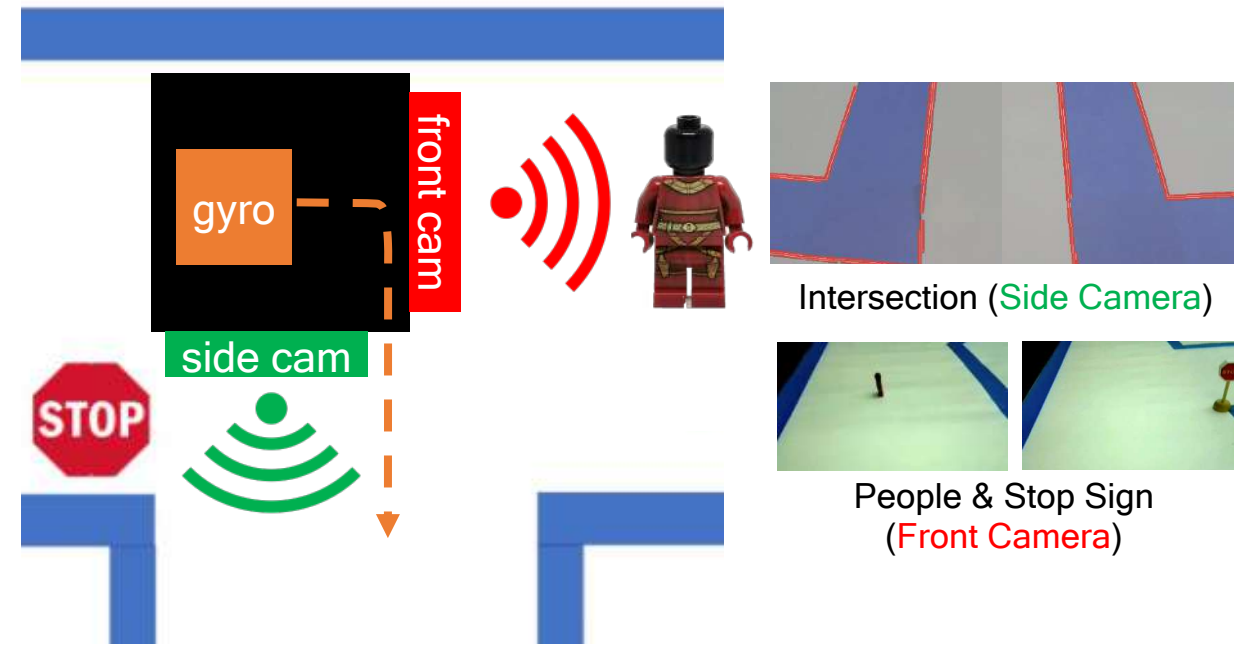 front cam
gyro
side cam
STOP
Intersection (Side Camera)
People & Stop Sign
(Front Camera)